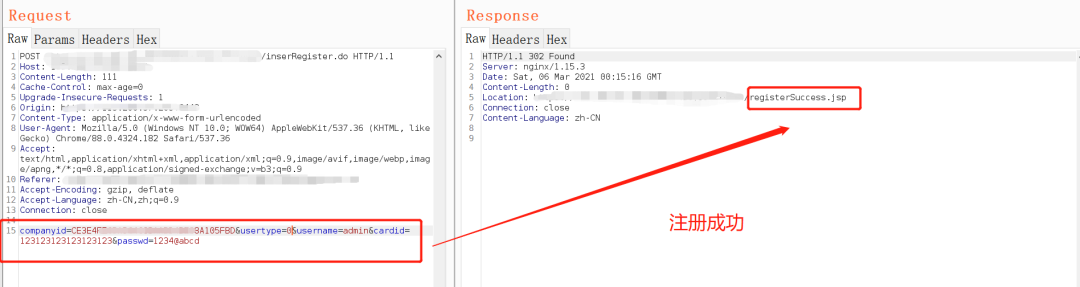 Request
Raw Params Headers Hex
1 POST /inserRegister.do HTTP/1.1
2 Host:
3 Content-Length: 111
4 Cache-Control: max-age=0
5 Upgrade-Insecure-Requests: 1
6 Origin:
7 Content-Type: application/x-www-form-urlencoded
8 User-Agent: Mozilla/5.0 (Windows NT 10.0; WOW64) AppleWebKit/537.36 (KHTML, like
Gecko) Chrome/88.0.4324.182 Safari/537.36
9 Accept:
text/html,application/xhtml+xml,application/xml;q=0.9,image/avif,image/webp,imag
e/apng,*/*;q=0.8,application/signed-exchange;v=b3;q=0.9
10 Referer:
11 Accept-Encoding: gzip, deflate
12 Accept-Language: zh-CN,zh;q=0.9
13 Connection: close
14
15 companyid=CE3E4F 8A105FBD&usertype=0&username=admin&cardid=
123123123123123123&passwd=1234@abcd
Response
Raw Headers Hex
1 HTTP/1.1 302 Found
2 Server: nginx/1.15.3
3 Date: Sat, 06 Mar 2021 00:15:16 GMT
4 Content-Length: 0
5 Location: /registerSuccess.jsp
6 Connection: close
7 Content-Language: zh-CN
8
9
注册成功